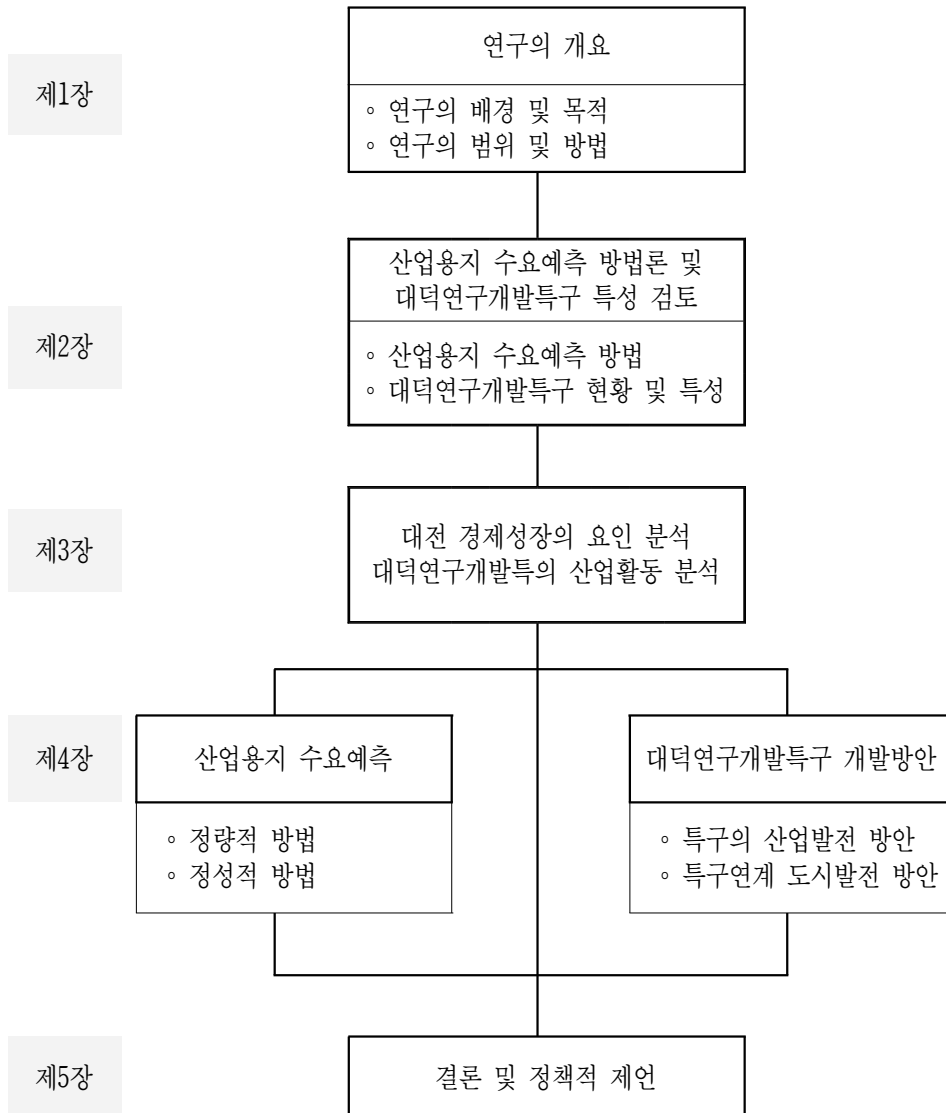 제1장
연구의 개요
◦ 연구의 배경 및 목적
◦ 연구의 범위 및 방법
제2장
산업용지 수요예측 방법론 및
대덕연구개발특구 특성 검토
◦ 산업용지 수요예측 방법
◦ 대덕연구개발특구 현황 및 특성
제3장
대전 경제성장의 요인 분석
대덕연구개발특의 산업활동 분석
제4장
산업용지 수요예측
◦ 정량적 방법
◦ 정성적 방법
대덕연구개발특구 개발방안
◦ 특구의 산업발전 방안
◦ 특구연계 도시발전 방안
제5장
결론 및 정책적 제언